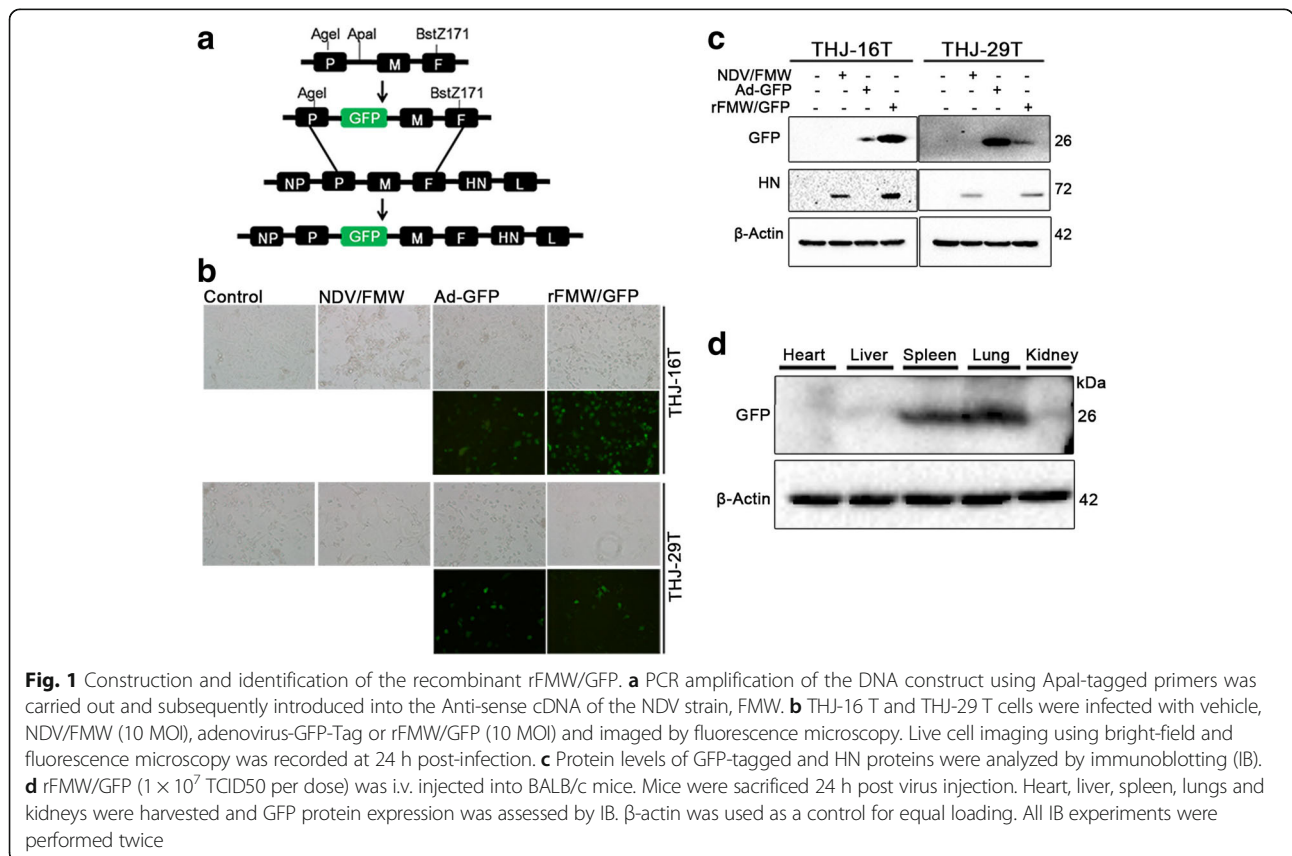 a
AgeI ApaI BstZ171
P M F
AgeI BstZ171
P GFP M F
NP P M F HN L
NP P GFP M F HN L
b
Control NDV/FMW Ad-GFP rFMW/GFP
THJ-16T
THJ-29T
c
THJ-16T THJ-29T
NDV/FMW - + - - - + - -
Ad-GFP - - + - - - + -
rFMW/GFP - - - + - - - +
GFP 26
HN 72
β-Actin 42
d
Heart Liver Spleen Lung Kidney
kDa
GFP 26
β-Actin 42
Fig. 1 Construction and identification of the recombinant rFMW/GFP. a PCR amplification of the DNA construct using ApaI-tagged primers was
carried out and subsequently introduced into the Anti-sense cDNA of the NDV strain, FMW. b THJ-16 T and THJ-29 T cells were infected with vehicle,
NDV/FMW (10 MOI), adenovirus-GFP-Tag or rFMW/GFP (10 MOI) and imaged by fluorescence microscopy. Live cell imaging using bright-field and
fluorescence microscopy was recorded at 24 h post-infection. c Protein levels of GFP-tagged and HN proteins were analyzed by immunoblotting (IB).
d rFMW/GFP (1 × 10⁷ TCID50 per dose) was i.v. injected into BALB/c mice. Mice were sacrificed 24 h post virus injection. Heart, liver, spleen, lungs and
kidneys were harvested and GFP protein expression was assessed by IB. β-actin was used as a control for equal loading. All IB experiments were
performed twice